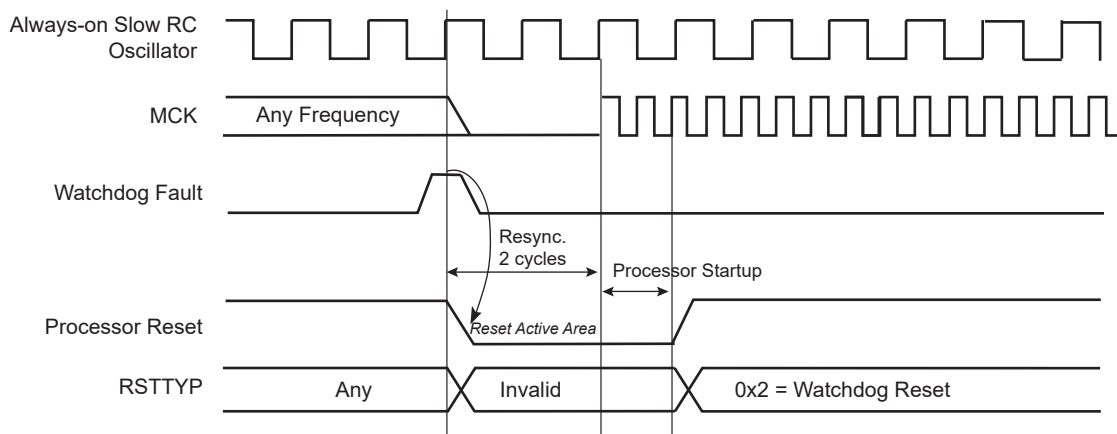 Always-on Slow RC
Oscillator
MCK
Any Frequency
Watchdog Fault
Resync.
2 cycles
Processor Startup
Processor Reset
Reset Active Area
RSTTYP
Any
Invalid
0x2 = Watchdog Reset